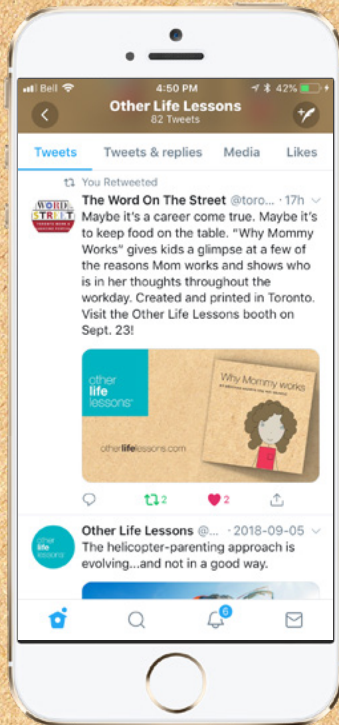 Bell 4:50 PM 42%
Other Life Lessons
82 Tweets
Tweets Tweets & replies Media Likes
You Retweeted
The Word On The Street @toro... · 17h
WORD
STREET
Maybe it's a career come true. Maybe it's
to keep food on the table. "Why Mommy
Works" gives kids a glimpse at a few of
the reasons Mom works and shows who
is in her thoughts throughout the
workday. Created and printed in Toronto.
Visit the Other Life Lessons booth on
Sept. 23!
other
life
lessons
Why Mommy works
otherlifelessons.com
2 2
Other Life Lessons @... · 2018-09-05
other
life
lessons
The helicopter-parenting approach is
evolving...and not in a good way.
6